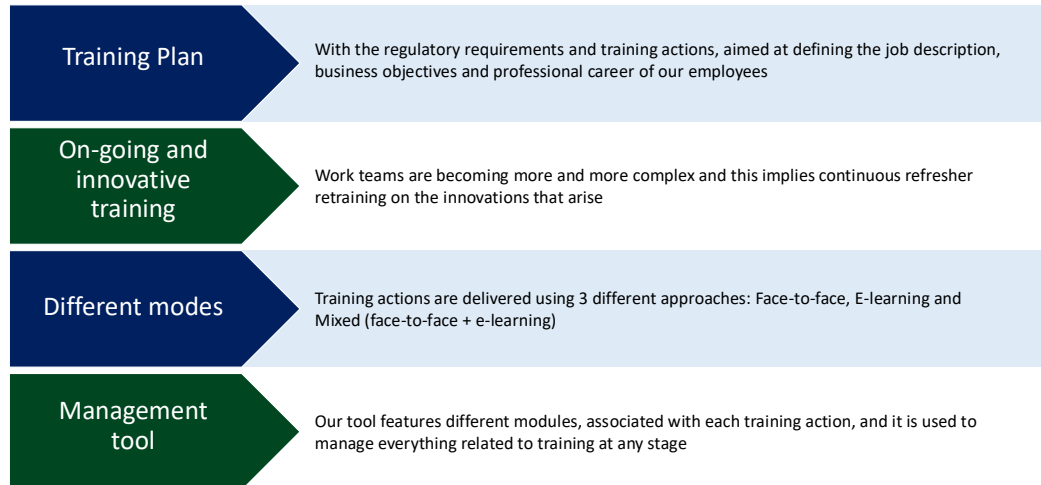 Training Plan
With the regulatory requirements and training actions, aimed at defining the job description,
business objectives and professional career of our employees
On-going and
innovative
training
Work teams are becoming more and more complex and this implies continuous refresher
retraining on the innovations that arise
Different modes
Training actions are delivered using 3 different approaches: Face-to-face, E-learning and
Mixed (face-to-face + e-learning)
Management
tool
Our tool features different modules, associated with each training action, and it is used to
manage everything related to training at any stage